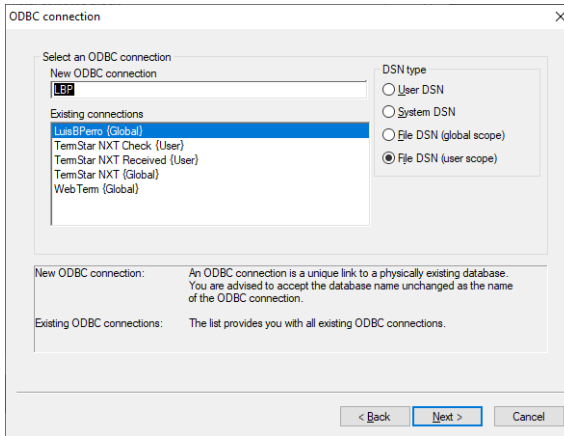 ODBC connection
Select an ODBC connection
New ODBC connection
LBP
Existing connections
LuisBPerro {Global}
TermStar NXT Check {User}
TermStar NXT Received {User}
TermStar NXT {Global}
WebTerm {Global}
DSN type
User DSN
System DSN
File DSN (global scope)
File DSN (user scope)
New ODBC connection: An ODBC connection is a unique link to a physically existing database.
You are advised to accept the database name unchanged as the name
of the ODBC connection.
Existing ODBC connections: The list provides you with all existing ODBC connections.
< Back Next > Cancel